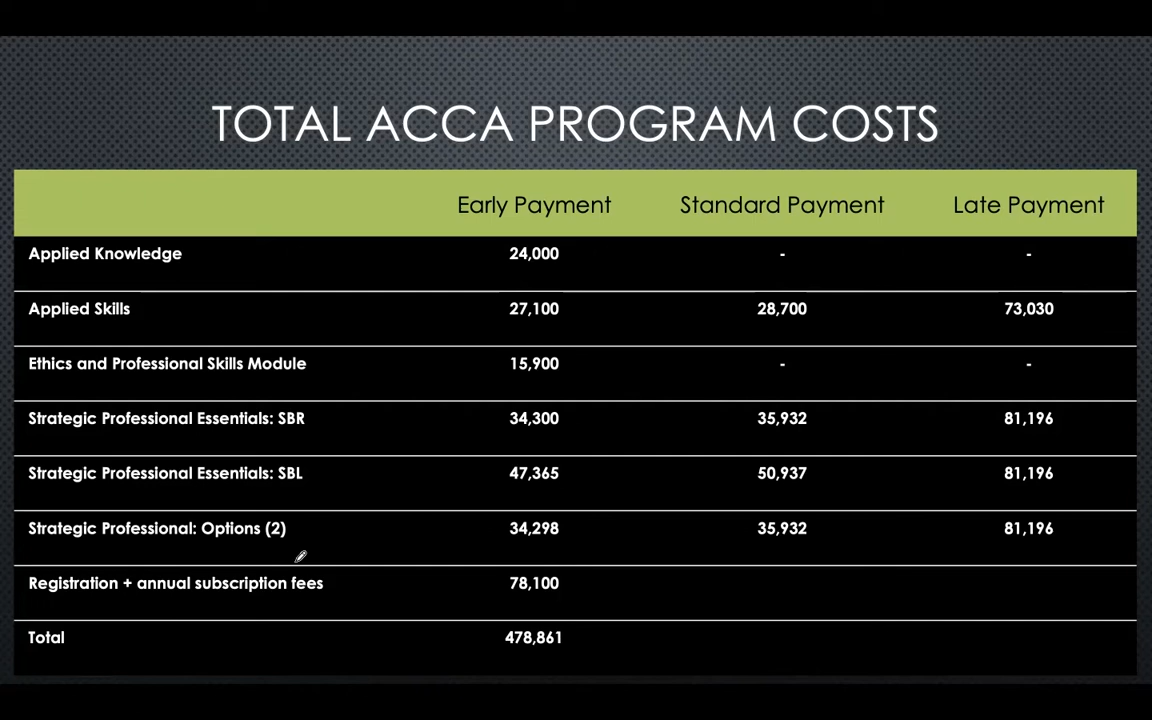 TOTAL ACCA PROGRAM COSTS
Early Payment Standard Payment Late Payment
Applied Knowledge 24,000 - -
Applied Skills 27,100 28,700 73,030
Ethics and Professional Skills Module 15,900 - -
Strategic Professional Essentials: SBR 34,300 35,932 81,196
Strategic Professional Essentials: SBL 47,365 50,937 81,196
Strategic Professional: Options (2) 34,298 35,932 81,196
Registration + annual subscription fees 78,100
Total 478,861